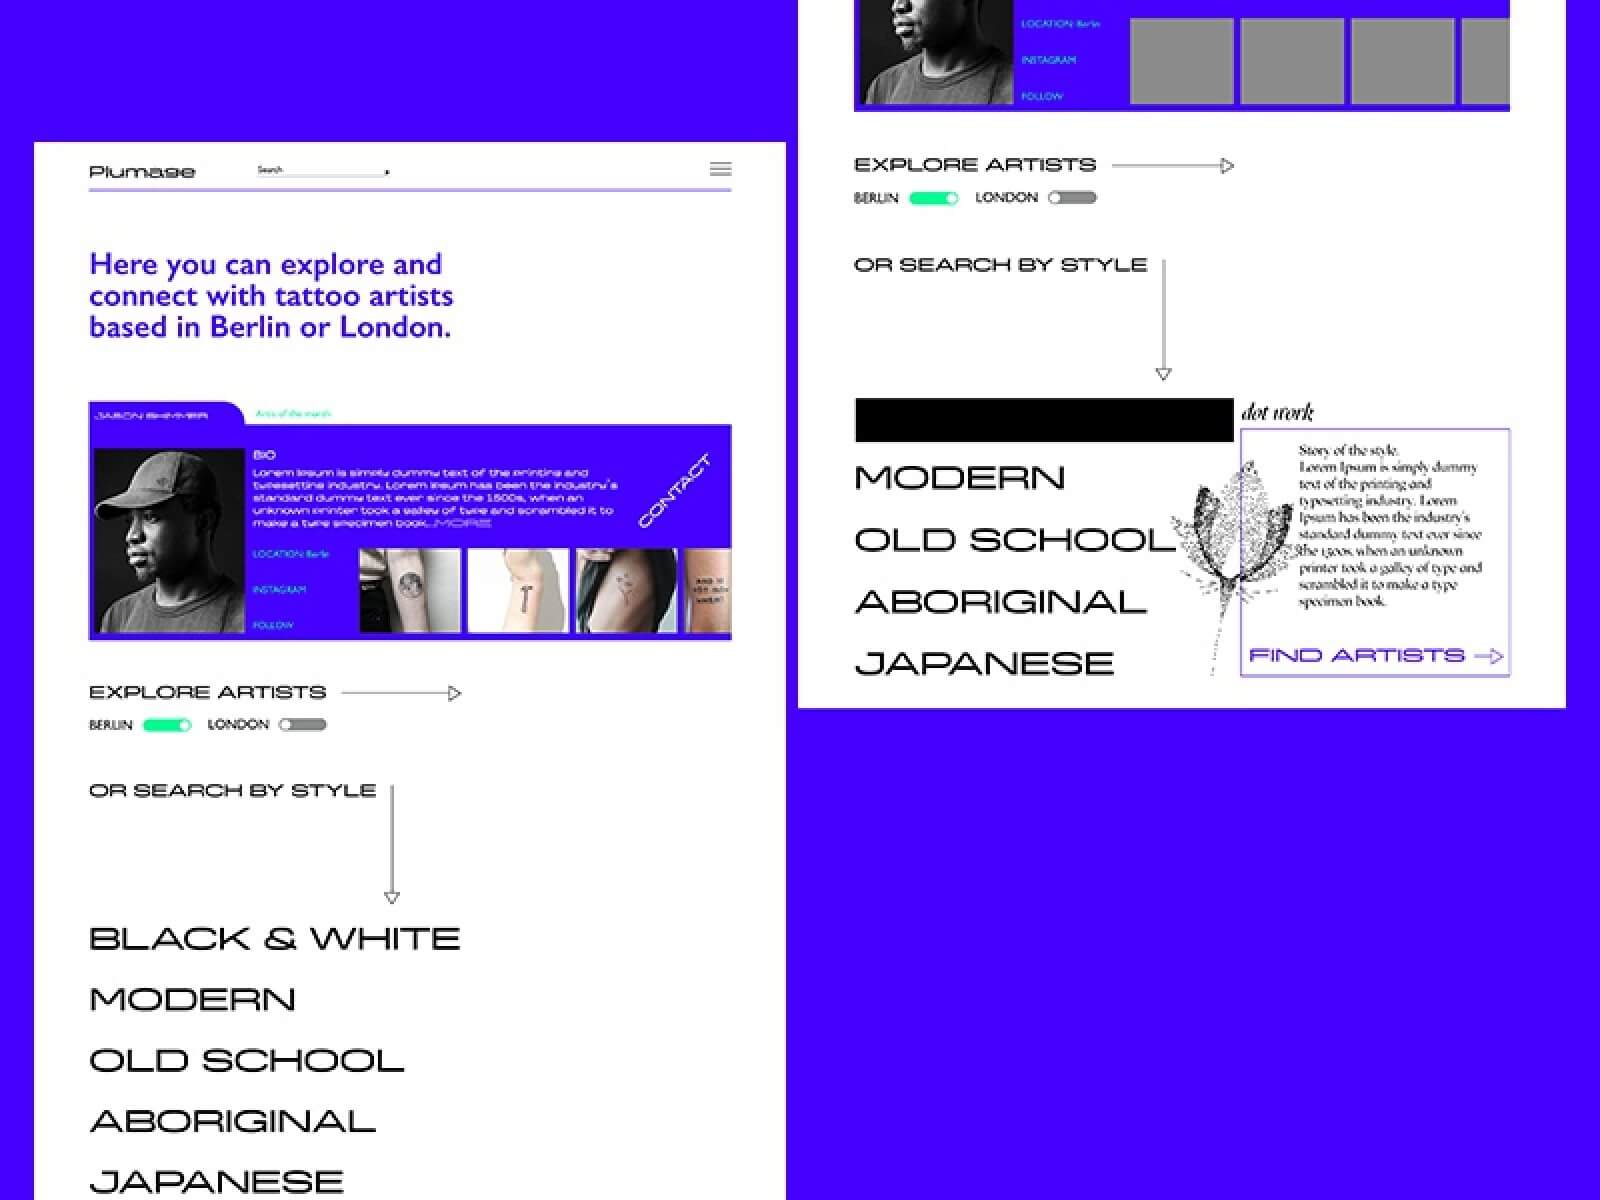 Plumage
Search
Here you can explore and
connect with tattoo artists
based in Berlin or London.
JASON SHIMMER
Artis of the month
BIO
Lorem Ipsum is simply dummy text of the printing and
typesetting industry. Lorem Ipsum has been the industry's
standard dummy text ever since the 1500s, when an
unknown printer took a galley of type and scrambled it to
make a type specimen book...MORE
CONTACT
LOCATION: Berlin
INSTAGRAM
FOLLOW
AND IS
EXPLORE ARTISTS
BERLIN
LONDON
OR SEARCH BY STYLE
BLACK & WHITE
MODERN
OLD SCHOOL
ABORIGINAL
JAPANESE
LOCATION: Berlin
INSTAGRAM
FOLLOW
EXPLORE ARTISTS
BERLIN
LONDON
OR SEARCH BY STYLE
dot work
MODERN
OLD SCHOOL
ABORIGINAL
JAPANESE
Story of the style.
Lorem Ipsum is simply dummy
text of the printing and
typesetting industry. Lorem
Ipsum has been the industry's
standard dummy text ever since
the 1500s, when an unknown
printer took a galley of type and
scrambled it to make a type
specimen book.
FIND ARTISTS